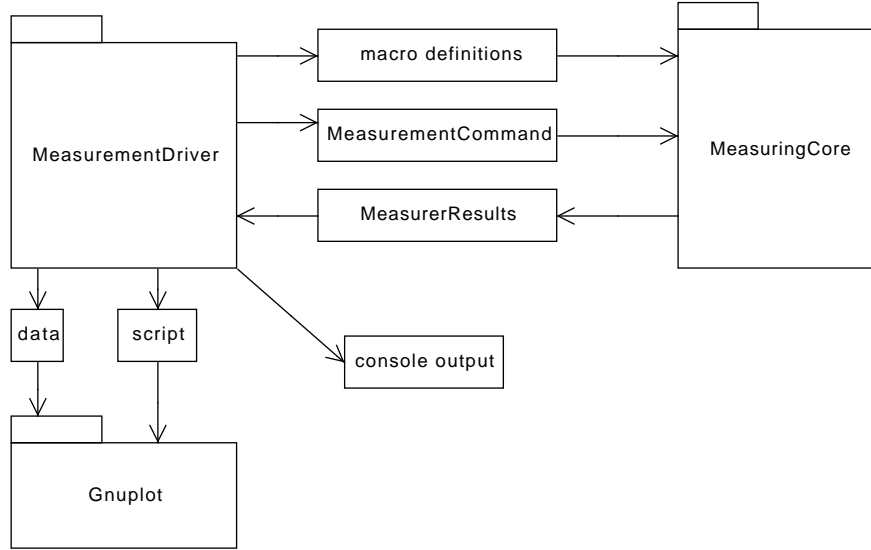 macro definitions
MeasurementCommand
MeasurementDriver
MeasuringCore
MeasurerResults
data
script
console output
Gnuplot